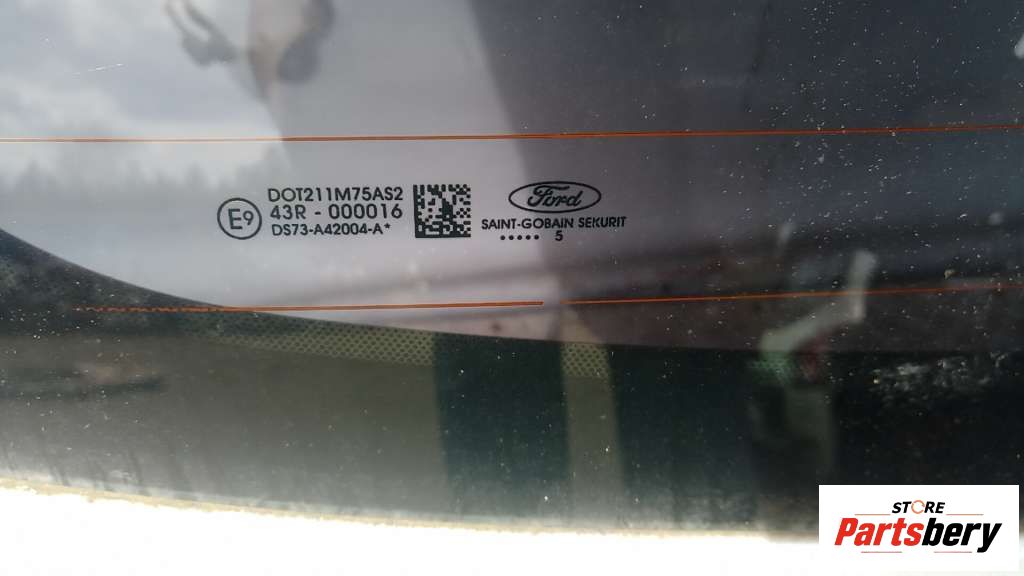 DOT211M75AS2
43R - 000016
E9
DS73-A42004-A*
Ford
SAINT-GOBAIN SEKURIT
••••• 5
STORE
Partsbery